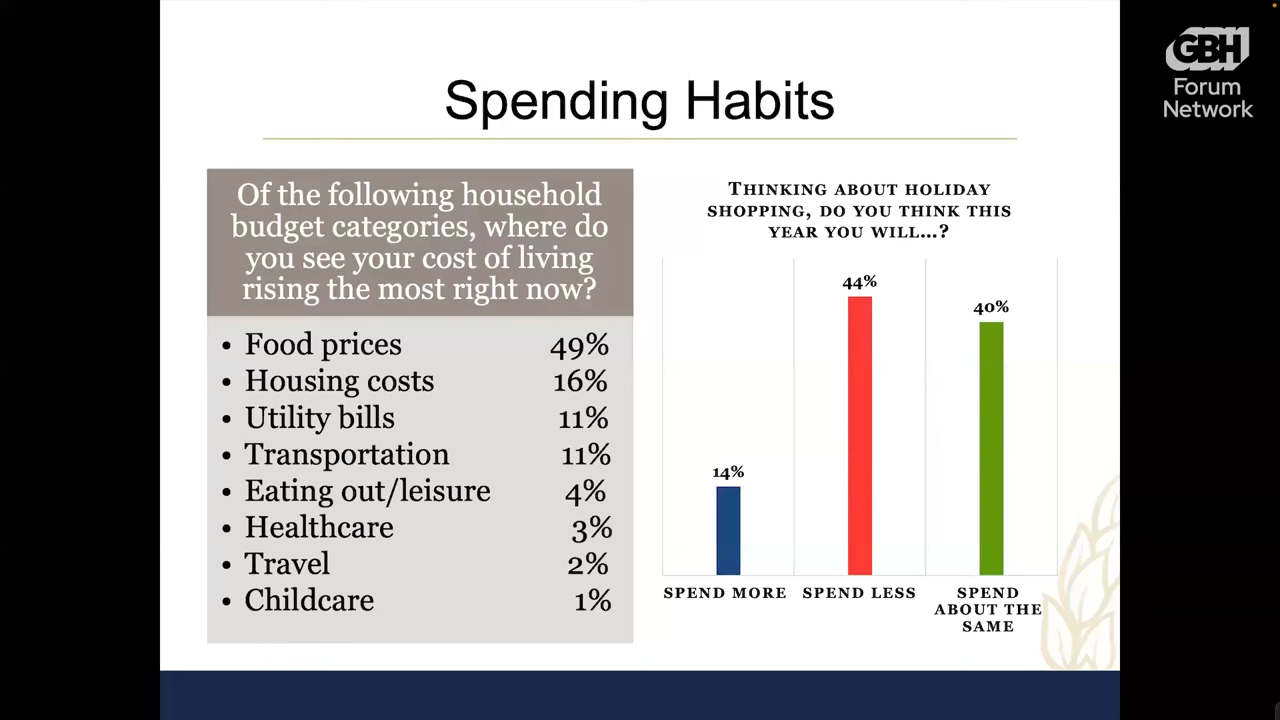 GBH
Forum
Network
Spending Habits
Of the following household
budget categories, where do
you see your cost of living
rising the most right now?
• Food prices 49%
• Housing costs 16%
• Utility bills 11%
• Transportation 11%
• Eating out/leisure 4%
• Healthcare 3%
• Travel 2%
• Childcare 1%
THINKING ABOUT HOLIDAY
SHOPPING, DO YOU THINK THIS
YEAR YOU WILL...?
14%
44%
40%
SPEND MORE
SPEND LESS
SPEND
ABOUT THE
SAME